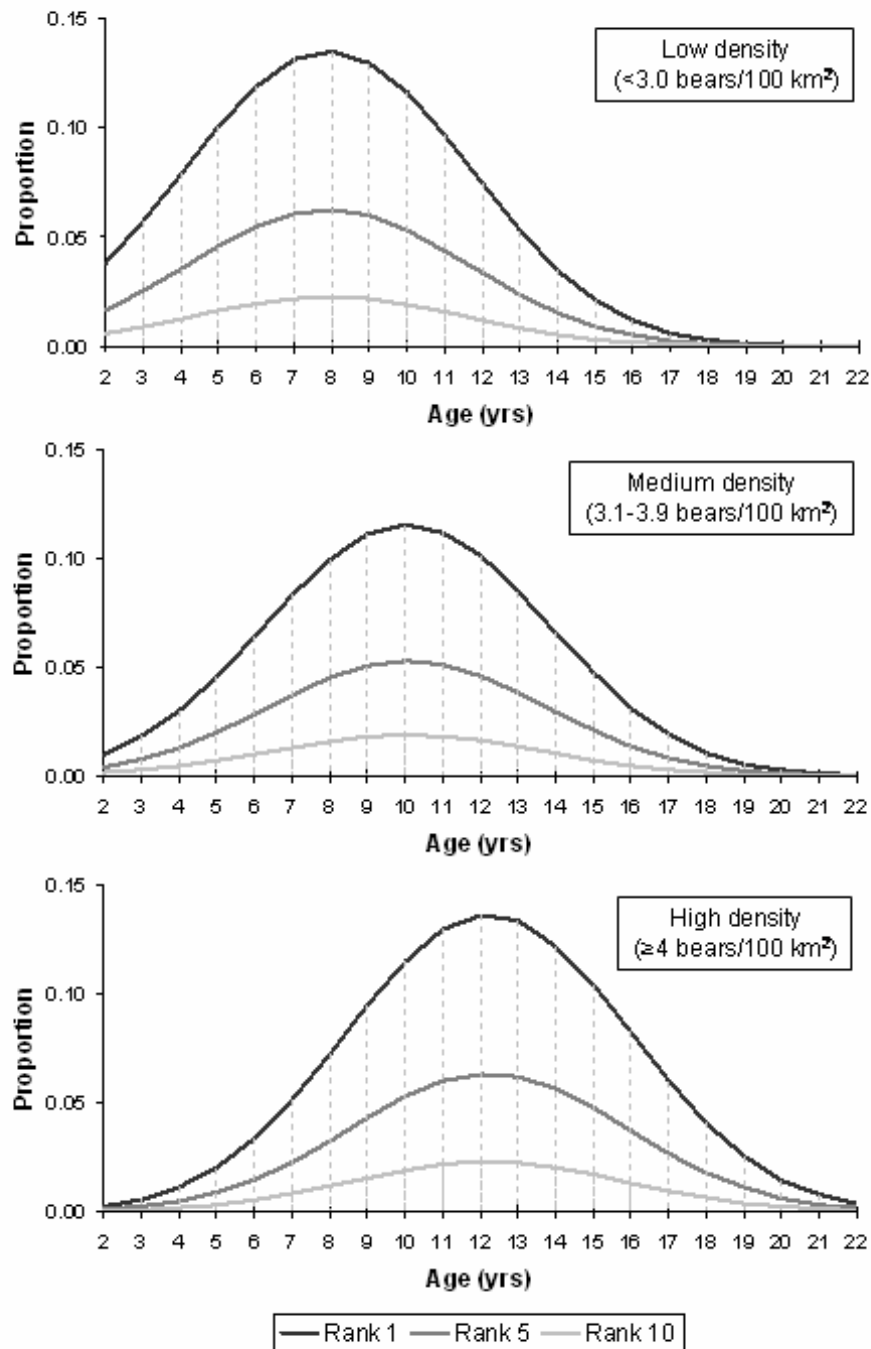 Low density
(<3.0 bears/100 km²)
0.15
0.10
0.05
0.00
Proportion
2 3 4 5 6 7 8 9 10 11 12 13 14 15 16 17 18 19 20 21 22
Age (yrs)
Medium density
(3.1-3.9 bears/100 km²)
0.15
0.10
0.05
0.00
Proportion
2 3 4 5 6 7 8 9 10 11 12 13 14 15 16 17 18 19 20 21 22
Age (yrs)
High density
(≥4 bears/100 km²)
0.15
0.10
0.05
0.00
Proportion
2 3 4 5 6 7 8 9 10 11 12 13 14 15 16 17 18 19 20 21 22
Age (yrs)
Rank 1 Rank 5 Rank 10